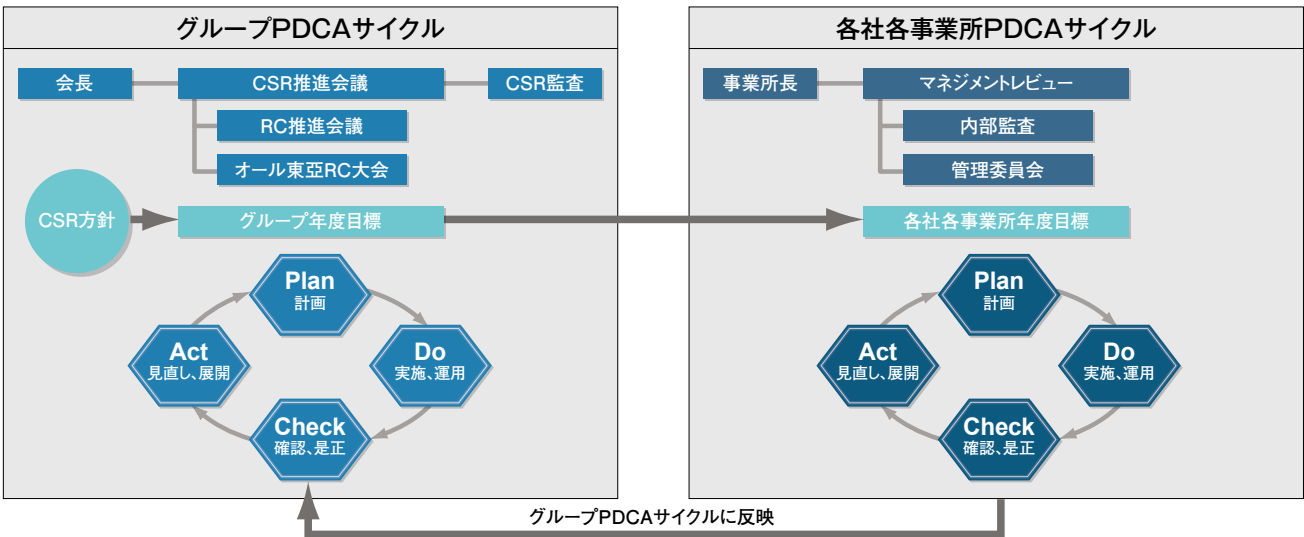 グループPDCAサイクル
会長
CSR推進会議
CSR監査
RC推進会議
オール東亞RC大会
CSR方針
グループ年度目標
Plan
計画
Do
実施、運用
Check
確認、是正
Act
見直し、展開
各社各事業所PDCAサイクル
事業所長
マネジメントレビュー
内部監査
管理委員会
各社各事業所年度目標
Plan
計画
Do
実施、運用
Check
確認、是正
Act
見直し、展開
グループPDCAサイクルに反映